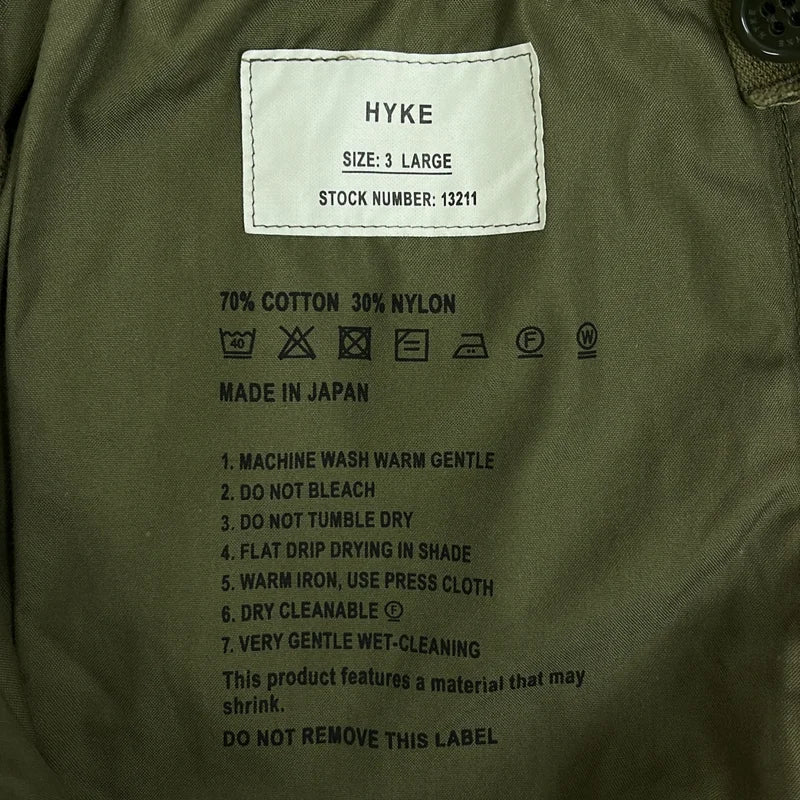 HYKE
SIZE: 3 LARGE
STOCK NUMBER: 13211
70% COTTON 30% NYLON
40 F W
MADE IN JAPAN
1. MACHINE WASH WARM GENTLE
2. DO NOT BLEACH
3. DO NOT TUMBLE DRY
4. FLAT DRIP DRYING IN SHADE
5. WARM IRON, USE PRESS CLOTH
6. DRY CLEANABLE Ⓕ
7. VERY GENTLE WET-CLEANING
This product features a material that may
shrink.
DO NOT REMOVE THIS LABEL